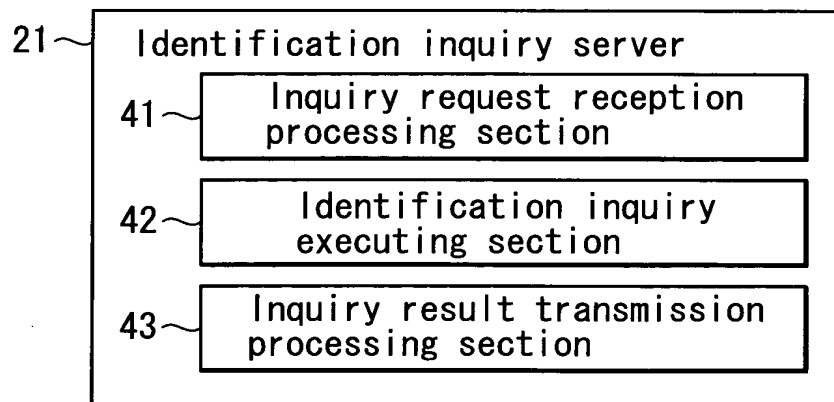 21 Identification inquiry server
41 Inquiry request reception
processing section
42 Identification inquiry
executing section
43 Inquiry result transmission
processing section